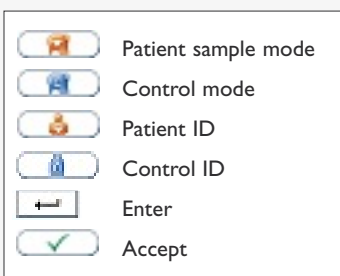 Patient sample mode
Control mode
Patient ID
Control ID
Enter
Accept